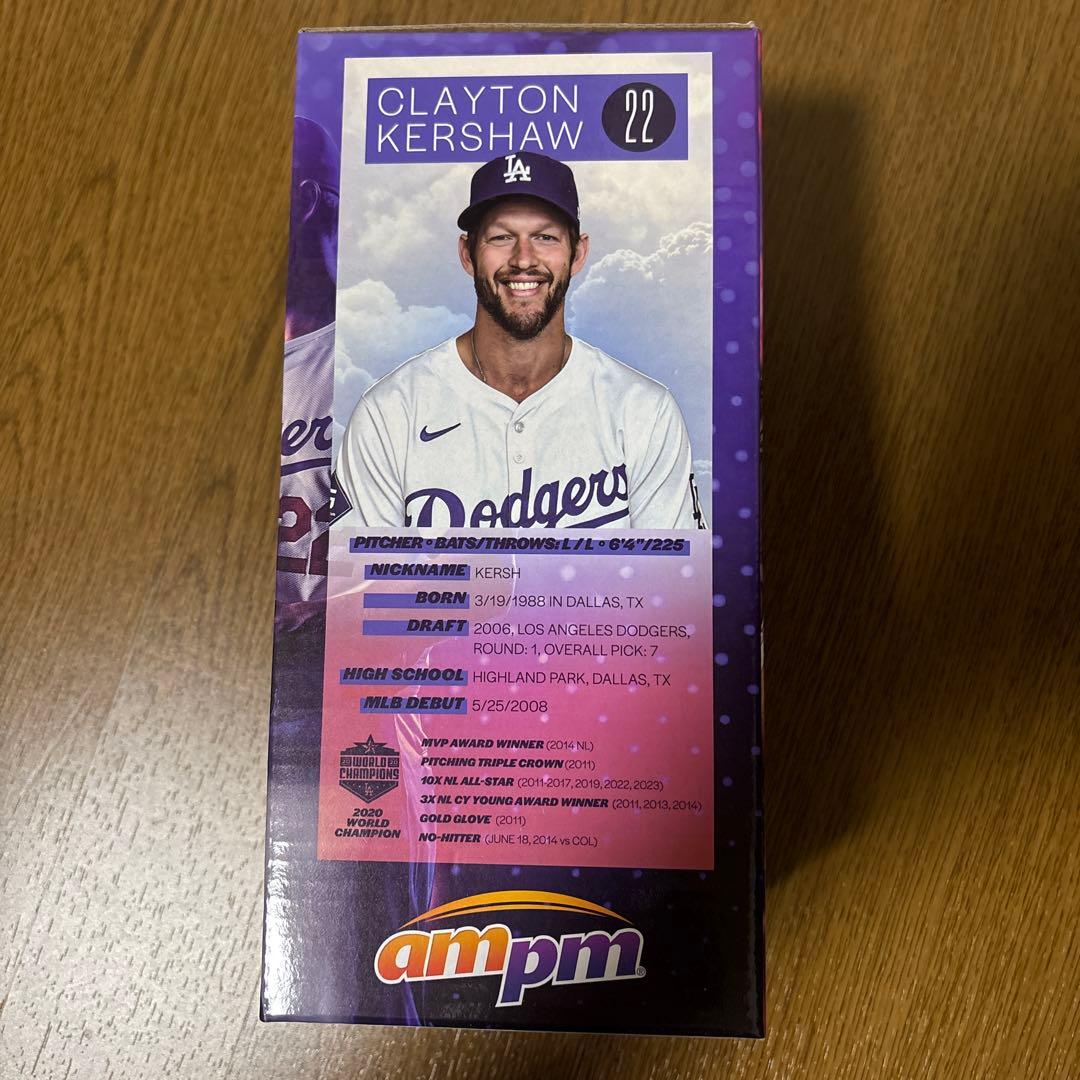 CLAYTON
KERSHAW
22
LA
Dodgers
er
PITCHER • BATS/THROWS: L / L • 6'4"/225
NICKNAME KERSH
BORN 3/19/1988 IN DALLAS, TX
DRAFT 2006, LOS ANGELES DODGERS,
ROUND: 1, OVERALL PICK: 7
HIGH SCHOOL HIGHLAND PARK, DALLAS, TX
MLB DEBUT 5/25/2008
MVP AWARD WINNER (2014 NL)
PITCHING TRIPLE CROWN (2011)
10X NL ALL-STAR (2011-2017, 2019, 2022, 2023)
3X NL CY YOUNG AWARD WINNER (2011, 2013, 2014)
GOLD GLOVE (2011)
NO-HITTER (JUNE 18, 2014 vs COL)
20 WORLD 20
CHAMPIONS
LA
2020
WORLD
CHAMPION
ampm®